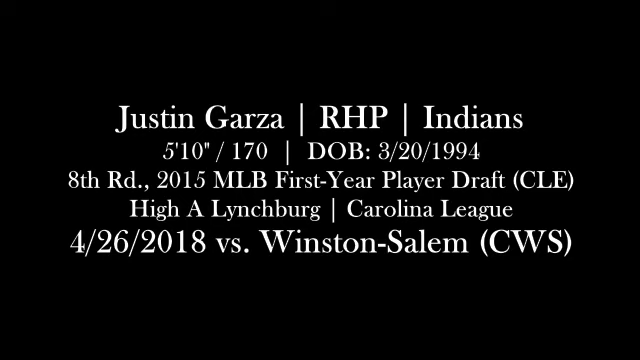 Justin Garza | RHP | Indians
5'10" / 170 | DOB: 3/20/1994
8th Rd., 2015 MLB First-Year Player Draft (CLE)
High A Lynchburg | Carolina League
4/26/2018 vs. Winston-Salem (CWS)